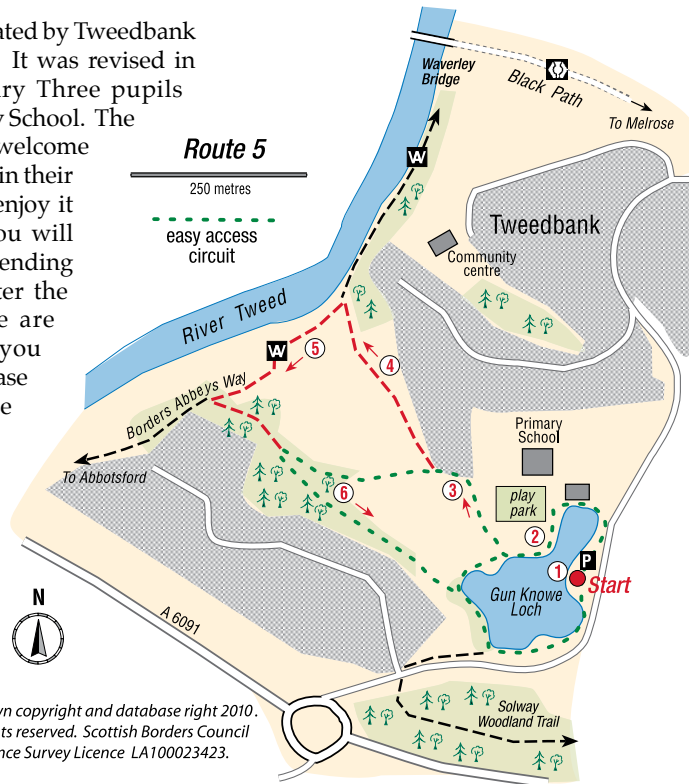 ated by Tweedbank
It was revised in
ry Three pupils
y School. The
welcome
in their
enjoy it
ou will
ending
ter the
e are
you
ase
e
Route 5
250 metres
easy access
circuit
Waverley
Bridge
Black Path
To Melrose
Tweedbank
Community
centre
River Tweed
Borders Abbeys Way
To Abbotsford
5
4
Primary
School
play
park
3
6
2
1
P
Start
Gun Knowe
Loch
N
A 6091
Solway
Woodland Trail
wn copyright and database right 2010.
ts reserved. Scottish Borders Council
nce Survey Licence LA100023423.